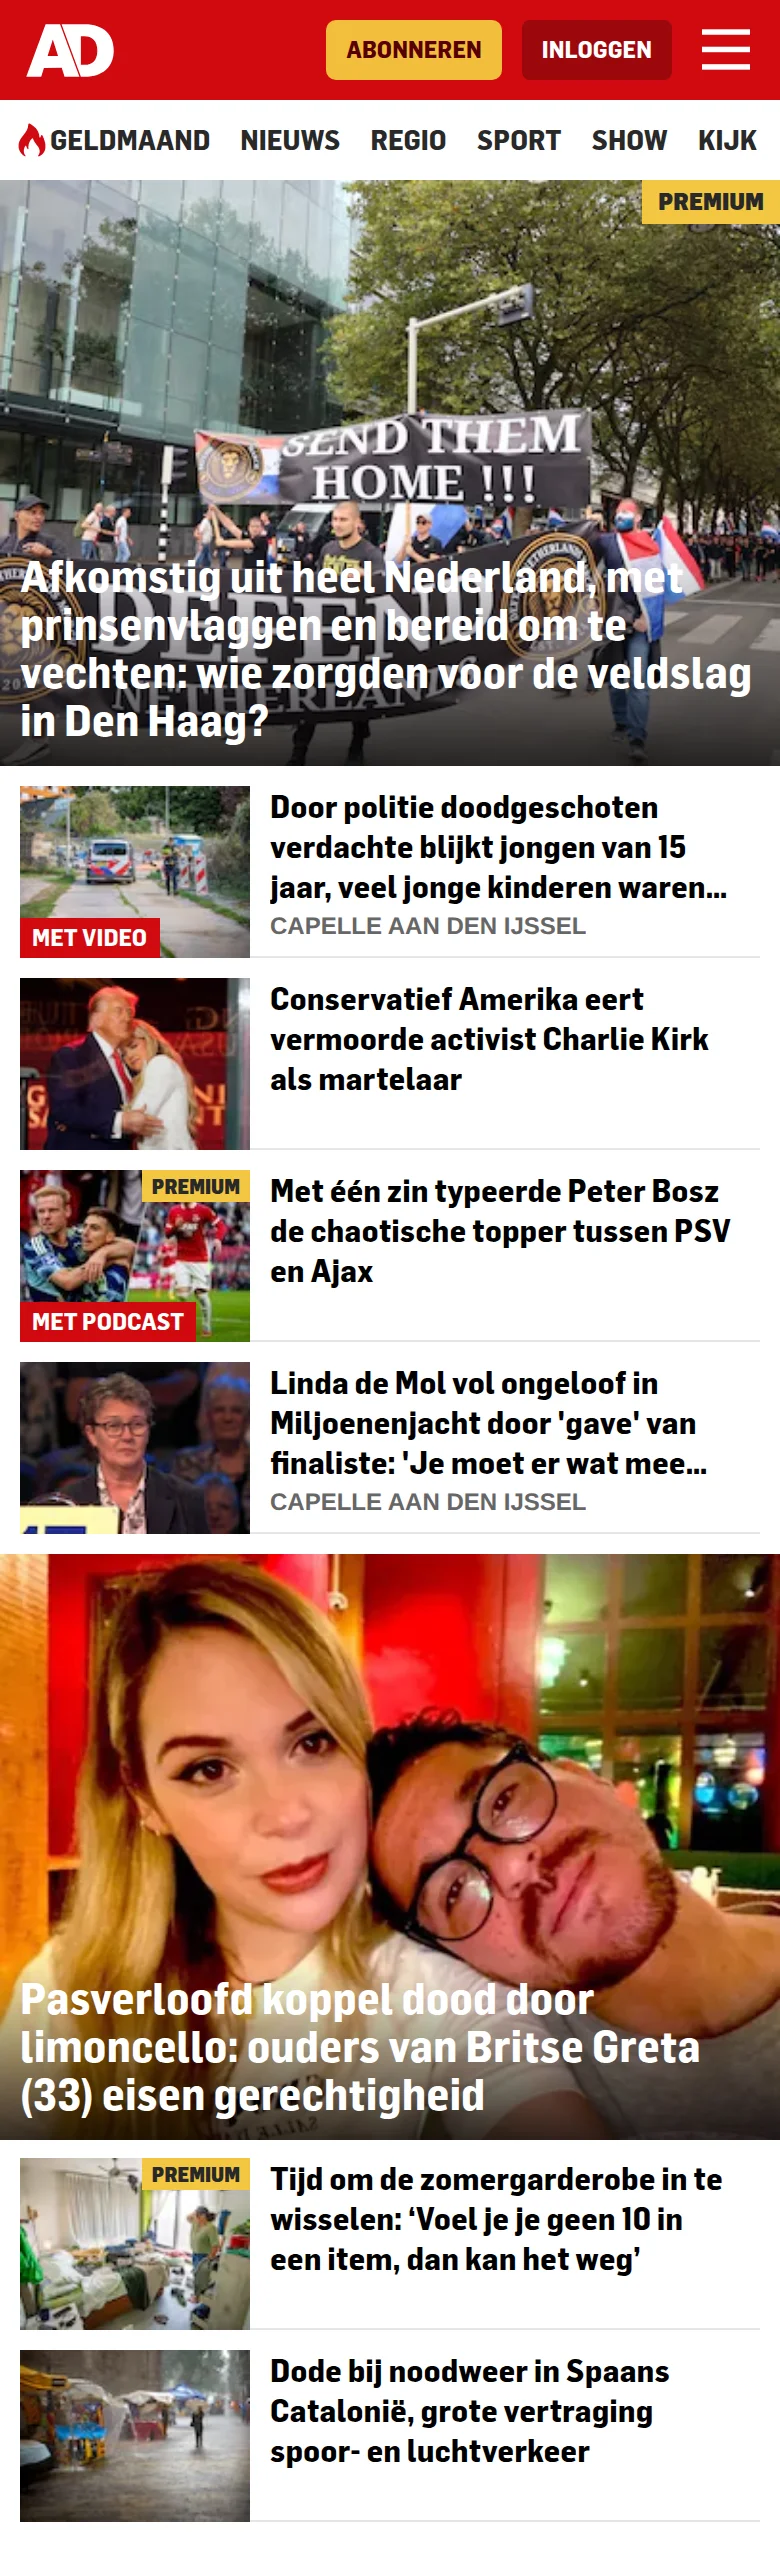 AD
ABONNEREN
INLOGGEN
GELDMAAND NIEUWS REGIO SPORT SHOW KIJK
PREMIUM
SEND THEM
HOME !!!
DEFEND
NETHERLANDS
Afkomstig uit heel Nederland, met
prinsenvlaggen en bereid om te
vechten: wie zorgden voor de veldslag
in Den Haag?
Door politie doodgeschoten
verdachte blijkt jongen van 15
jaar, veel jonge kinderen waren...
CAPELLE AAN DEN IJSSEL
MET VIDEO
Conservatief Amerika eert
vermoorde activist Charlie Kirk
als martelaar
PREMIUM
MET PODCAST
Met één zin typeerde Peter Bosz
de chaotische topper tussen PSV
en Ajax
Linda de Mol vol ongeloof in
Miljoenenjacht door 'gave' van
finaliste: 'Je moet er wat mee...
CAPELLE AAN DEN IJSSEL
Pasverloofd koppel dood door
limoncello: ouders van Britse Greta
(33) eisen gerechtigheid
PREMIUM
Tijd om de zomergarderobe in te
wisselen: ‘Voel je je geen 10 in
een item, dan kan het weg’
Dode bij noodweer in Spaans
Catalonië, grote vertraging
spoor- en luchtverkeer